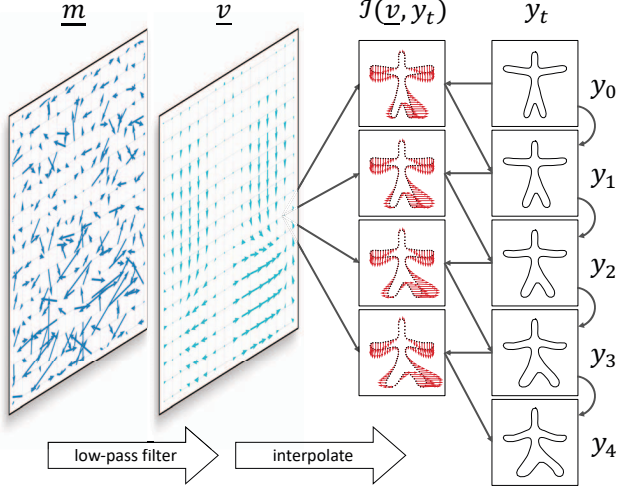 m v ℐ(v, yₜ) yₜ
y₀
y₁
y₂
y₃
y₄
low-pass filter interpolate